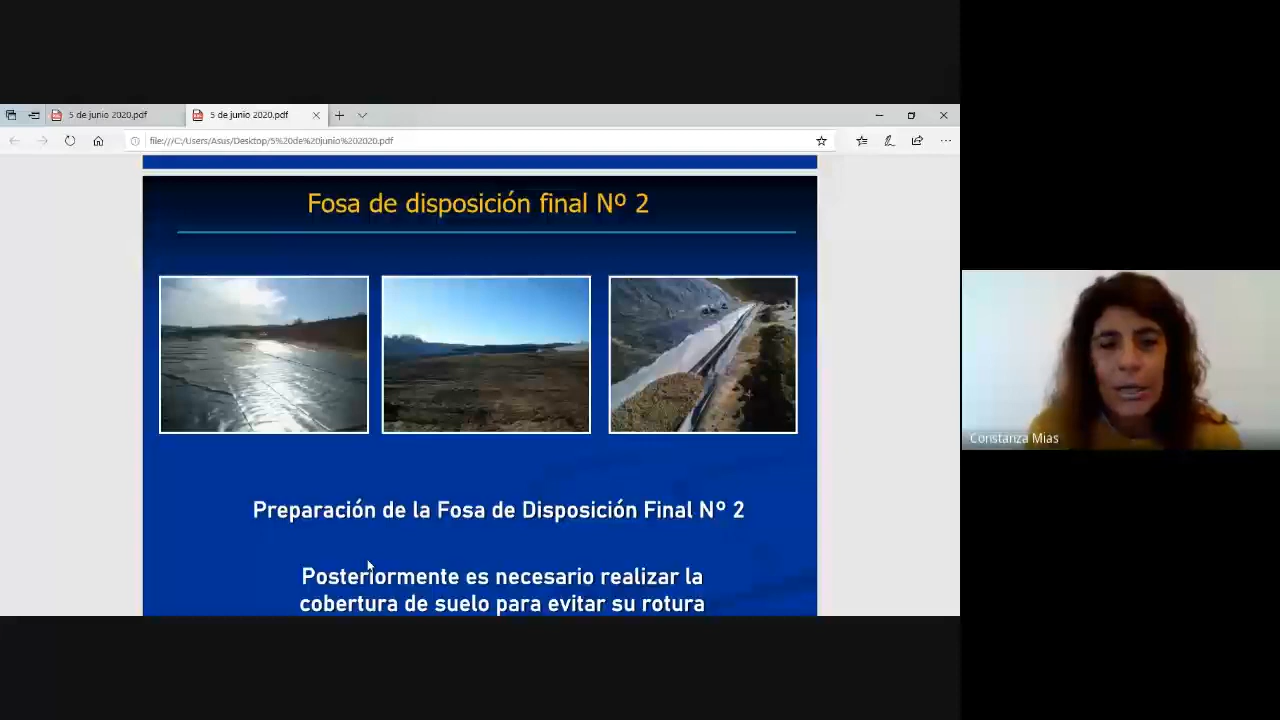 5 de junio 2020.pdf
5 de junio 2020.pdf
file:///C:/Users/Asus/Desktop/5%20de%20junio%202020.pdf
Fosa de disposición final Nº 2
Preparación de la Fosa de Disposición Final Nº 2
Posteriormente es necesario realizar la
cobertura de suelo para evitar su rotura
Constanza Mias